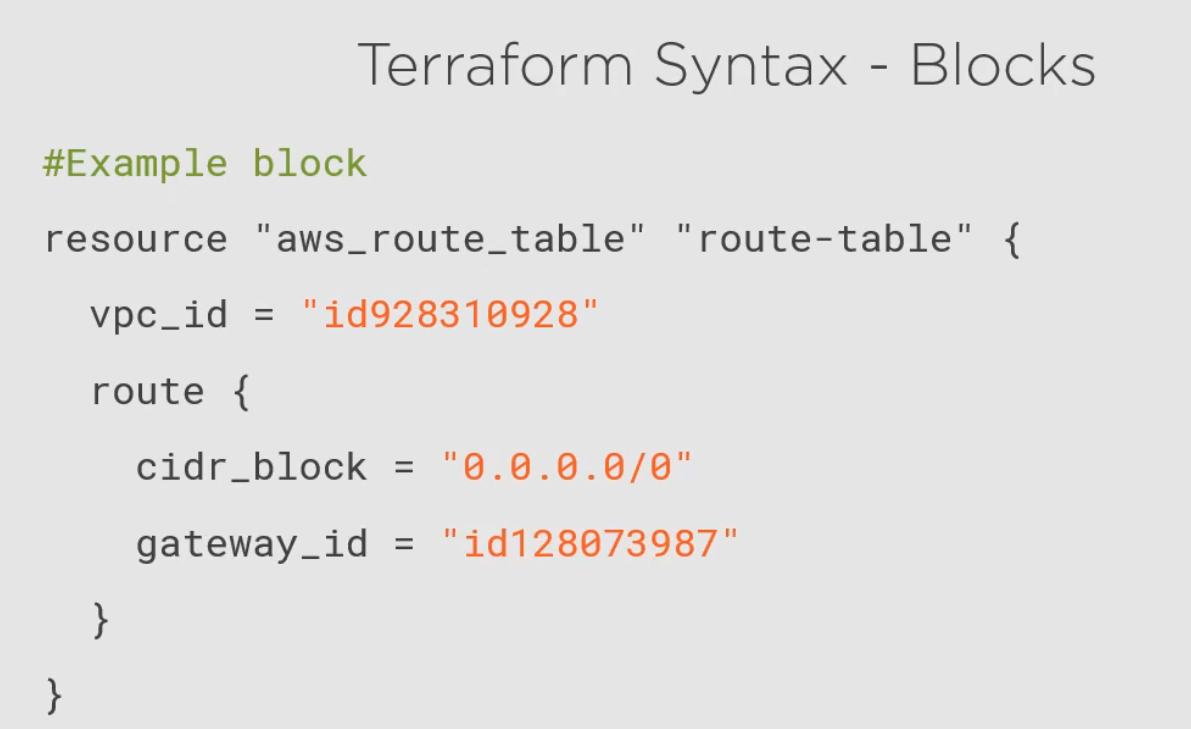 Terraform Syntax - Blocks
#Example block
resource "aws_route_table" "route-table" {
  vpc_id = "id928310928"
  route {
    cidr_block = "0.0.0.0/0"
    gateway_id = "id128073987"
  }
}